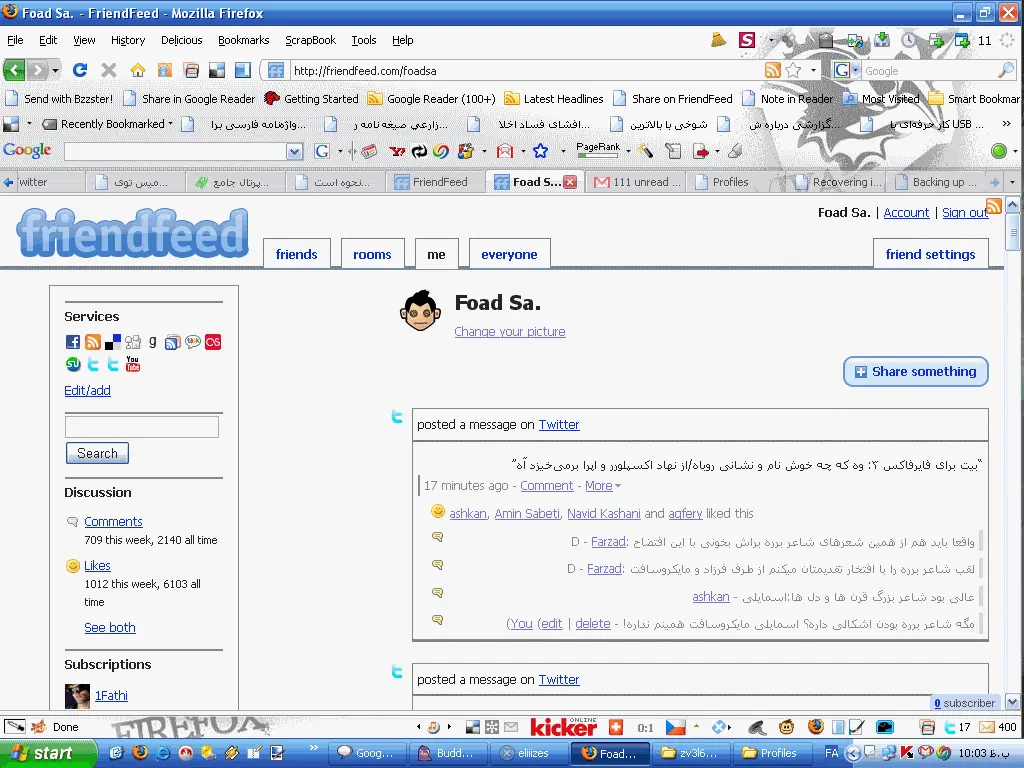 Foad Sa. - FriendFeed - Mozilla Firefox
File Edit View History Delicious Bookmarks ScrapBook Tools Help
11
http://friendfeed.com/foadsa
Google
Send with Bzzster! Share in Google Reader Getting Started Google Reader (100+) Latest Headlines Share on FriendFeed Note in Reader Most Visited Smart Bookmar
Recently Bookmarked واژه‌نامه فارسی برا... زارعي صیغه نامه ر... افشای فساد اخلا... شوخی با بالاترین گزارشي درباره ش... کار حرفه‌ای با USB ...
Google PageRank
witter میس توی... پرتال جامع... نحوه است... FriendFeed Foad S... 111 unread ... Profiles Recovering i... Backing up ...
friendfeed
Foad Sa. | Account | Sign out
friends rooms me everyone friend settings
Services
Edit/add
Search
Discussion
Comments
709 this week, 2140 all time
Likes
1012 this week, 6103 all time
See both
Subscriptions
1Fathi
Foad Sa.
Change your picture
Share something
posted a message on Twitter
"بیت برای فایرفاکس ۳: وه که چه خوش نام و نشانی روباه/از نهاد اکسپلورر و اپرا برمی‌خیزد آه"
17 minutes ago - Comment - More
ashkan, Amin Sabeti, Navid Kashani and aqfery liked this
واقعا باید هم از همین شعرهای شاعر برره براش بخونی با این افتضاح :D - Farzad
لقب شاعر برره را با افتخار تقدیمتان میکنم از طرف فرزاد و مایکروسافت :D - Farzad
عالی بود شاعر بزرگ قرن ها و دل ها:اسمایلی - ashkan
مگه شاعر برره بودن اشکالی داره؟ اسمایلی مایکروسافت همینم نداره! - You (edit | delete)
posted a message on Twitter
0 subscriber
Done FIREFOX kicker ONLINE 0:1 17 400
start Goog... Budd... eliizes Foad... zv3l6... Profiles FA 10:03 ب.ظ